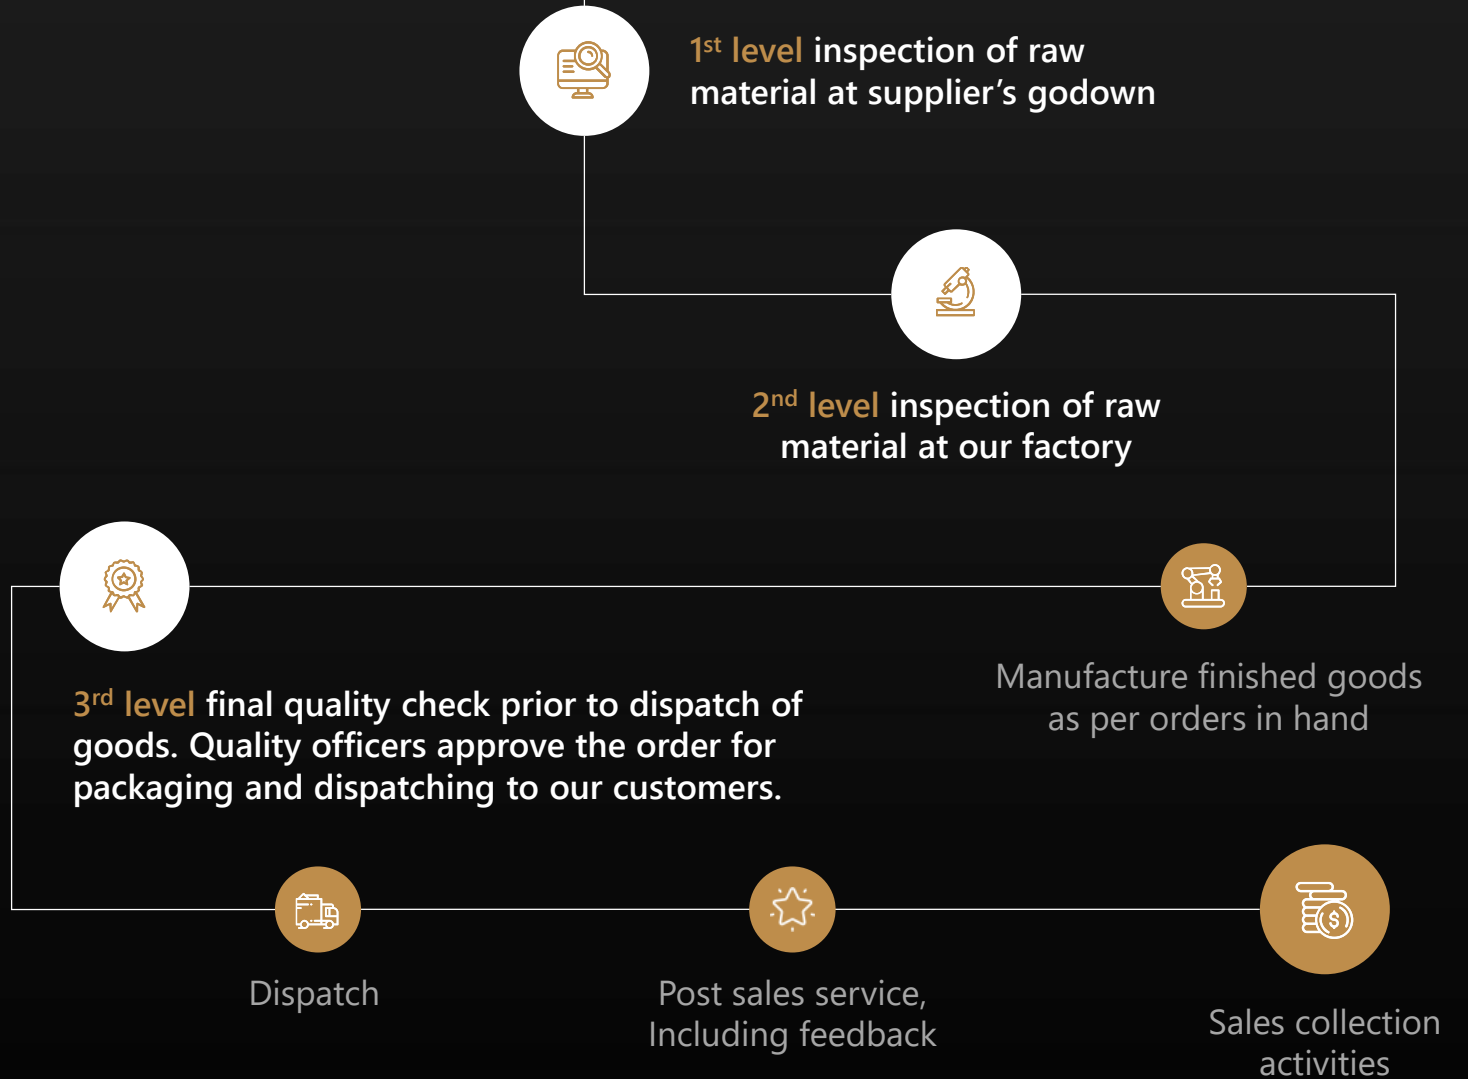 1st level inspection of raw
material at supplier’s godown
2nd level inspection of raw
material at our factory
Manufacture finished goods
as per orders in hand
3rd level final quality check prior to dispatch of
goods. Quality officers approve the order for
packaging and dispatching to our customers.
Dispatch
Post sales service,
Including feedback
$
Sales collection
activities